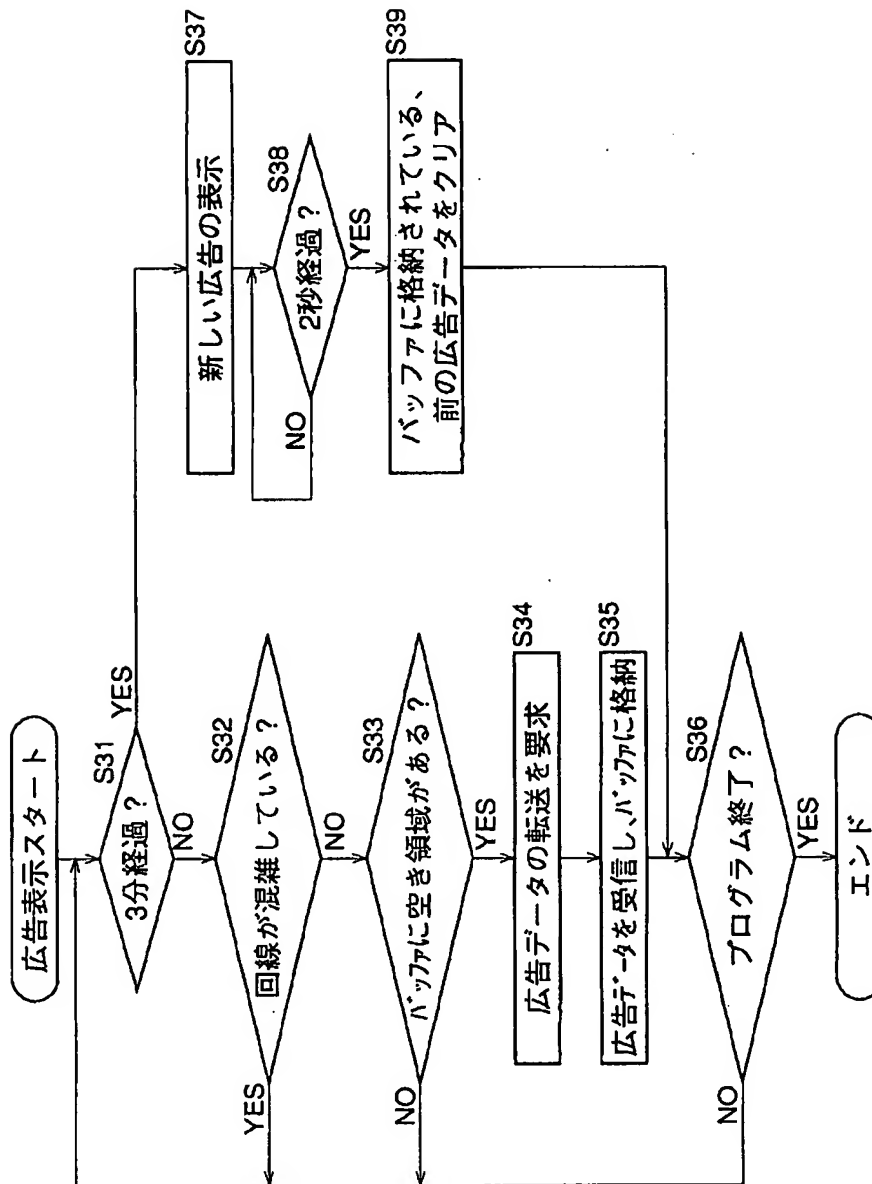 広告表示スタート
S31
3分経過?
YES
NO
S32
回線が混雑している?
YES
NO
S33
バッファに空き領域がある?
NO
YES
S34
広告データの転送を要求
S35
広告データを受信し、バッファに格納
S36
プログラム終了?
NO
YES
エンド
S37
新しい広告の表示
S38
2秒経過?
NO
YES
S39
バッファに格納されている、
前の広告データをクリア